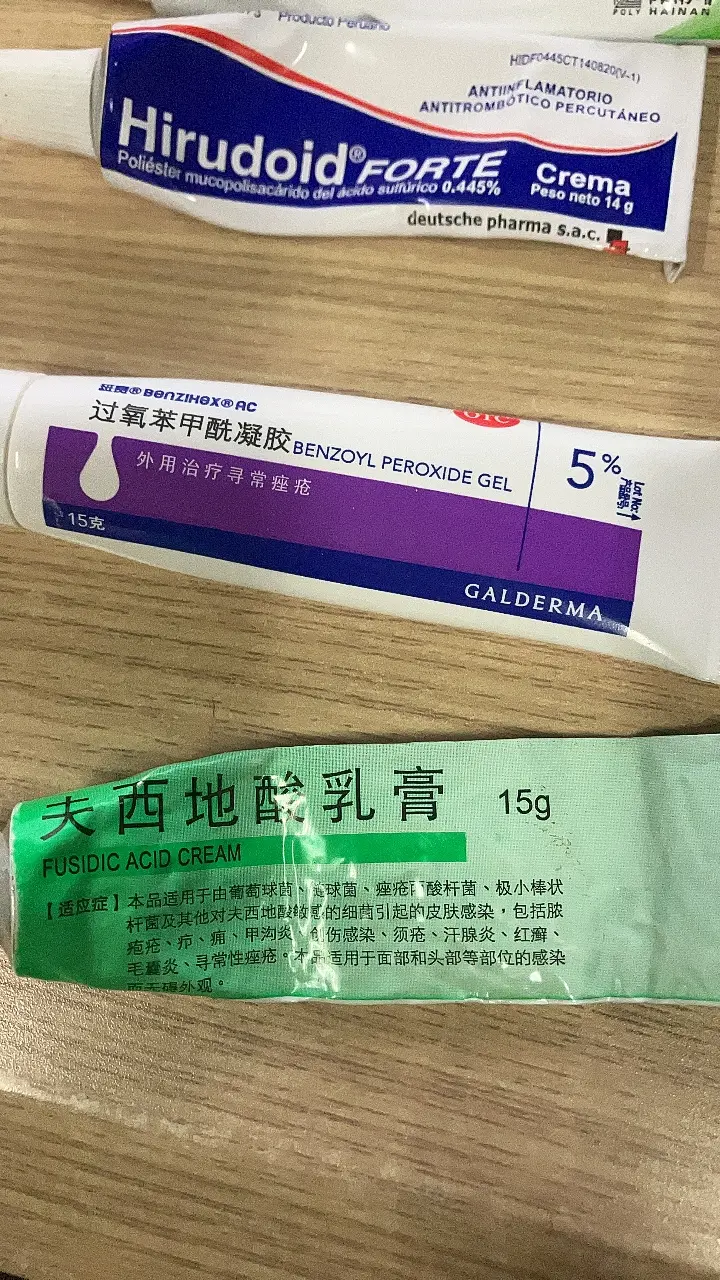 Producto Peruano
POLY HAINAN
HIDF0445CT140820(V-1)
ANTIINFLAMATORIO
ANTITROMBÓTICO PERCUTÁNEO
Hirudoid® FORTE
Poliéster mucopolisacárido del ácido sulfúrico 0.445%
Crema
Peso neto 14 g
deutsche pharma s.a.c.
班赛®BENZIHEX® AC
OTC
过氧苯甲酰凝胶 BENZOYL PEROXIDE GEL
5%
外用治疗寻常痤疮
Lot No:
15克
GALDERMA
夫西地酸乳膏 15g
FUSIDIC ACID CREAM
【适应症】本品适用于由葡萄球菌、链球菌、痤疮丙酸杆菌、极小棒状
杆菌及其他对夫西地酸敏感的细菌引起的皮肤感染，包括脓
疱疮、疖、痈、甲沟炎、创伤感染、须疮、汗腺炎、红癣、
毛囊炎、寻常性痤疮。本品适用于面部和头部等部位的感染
而无碍外观。